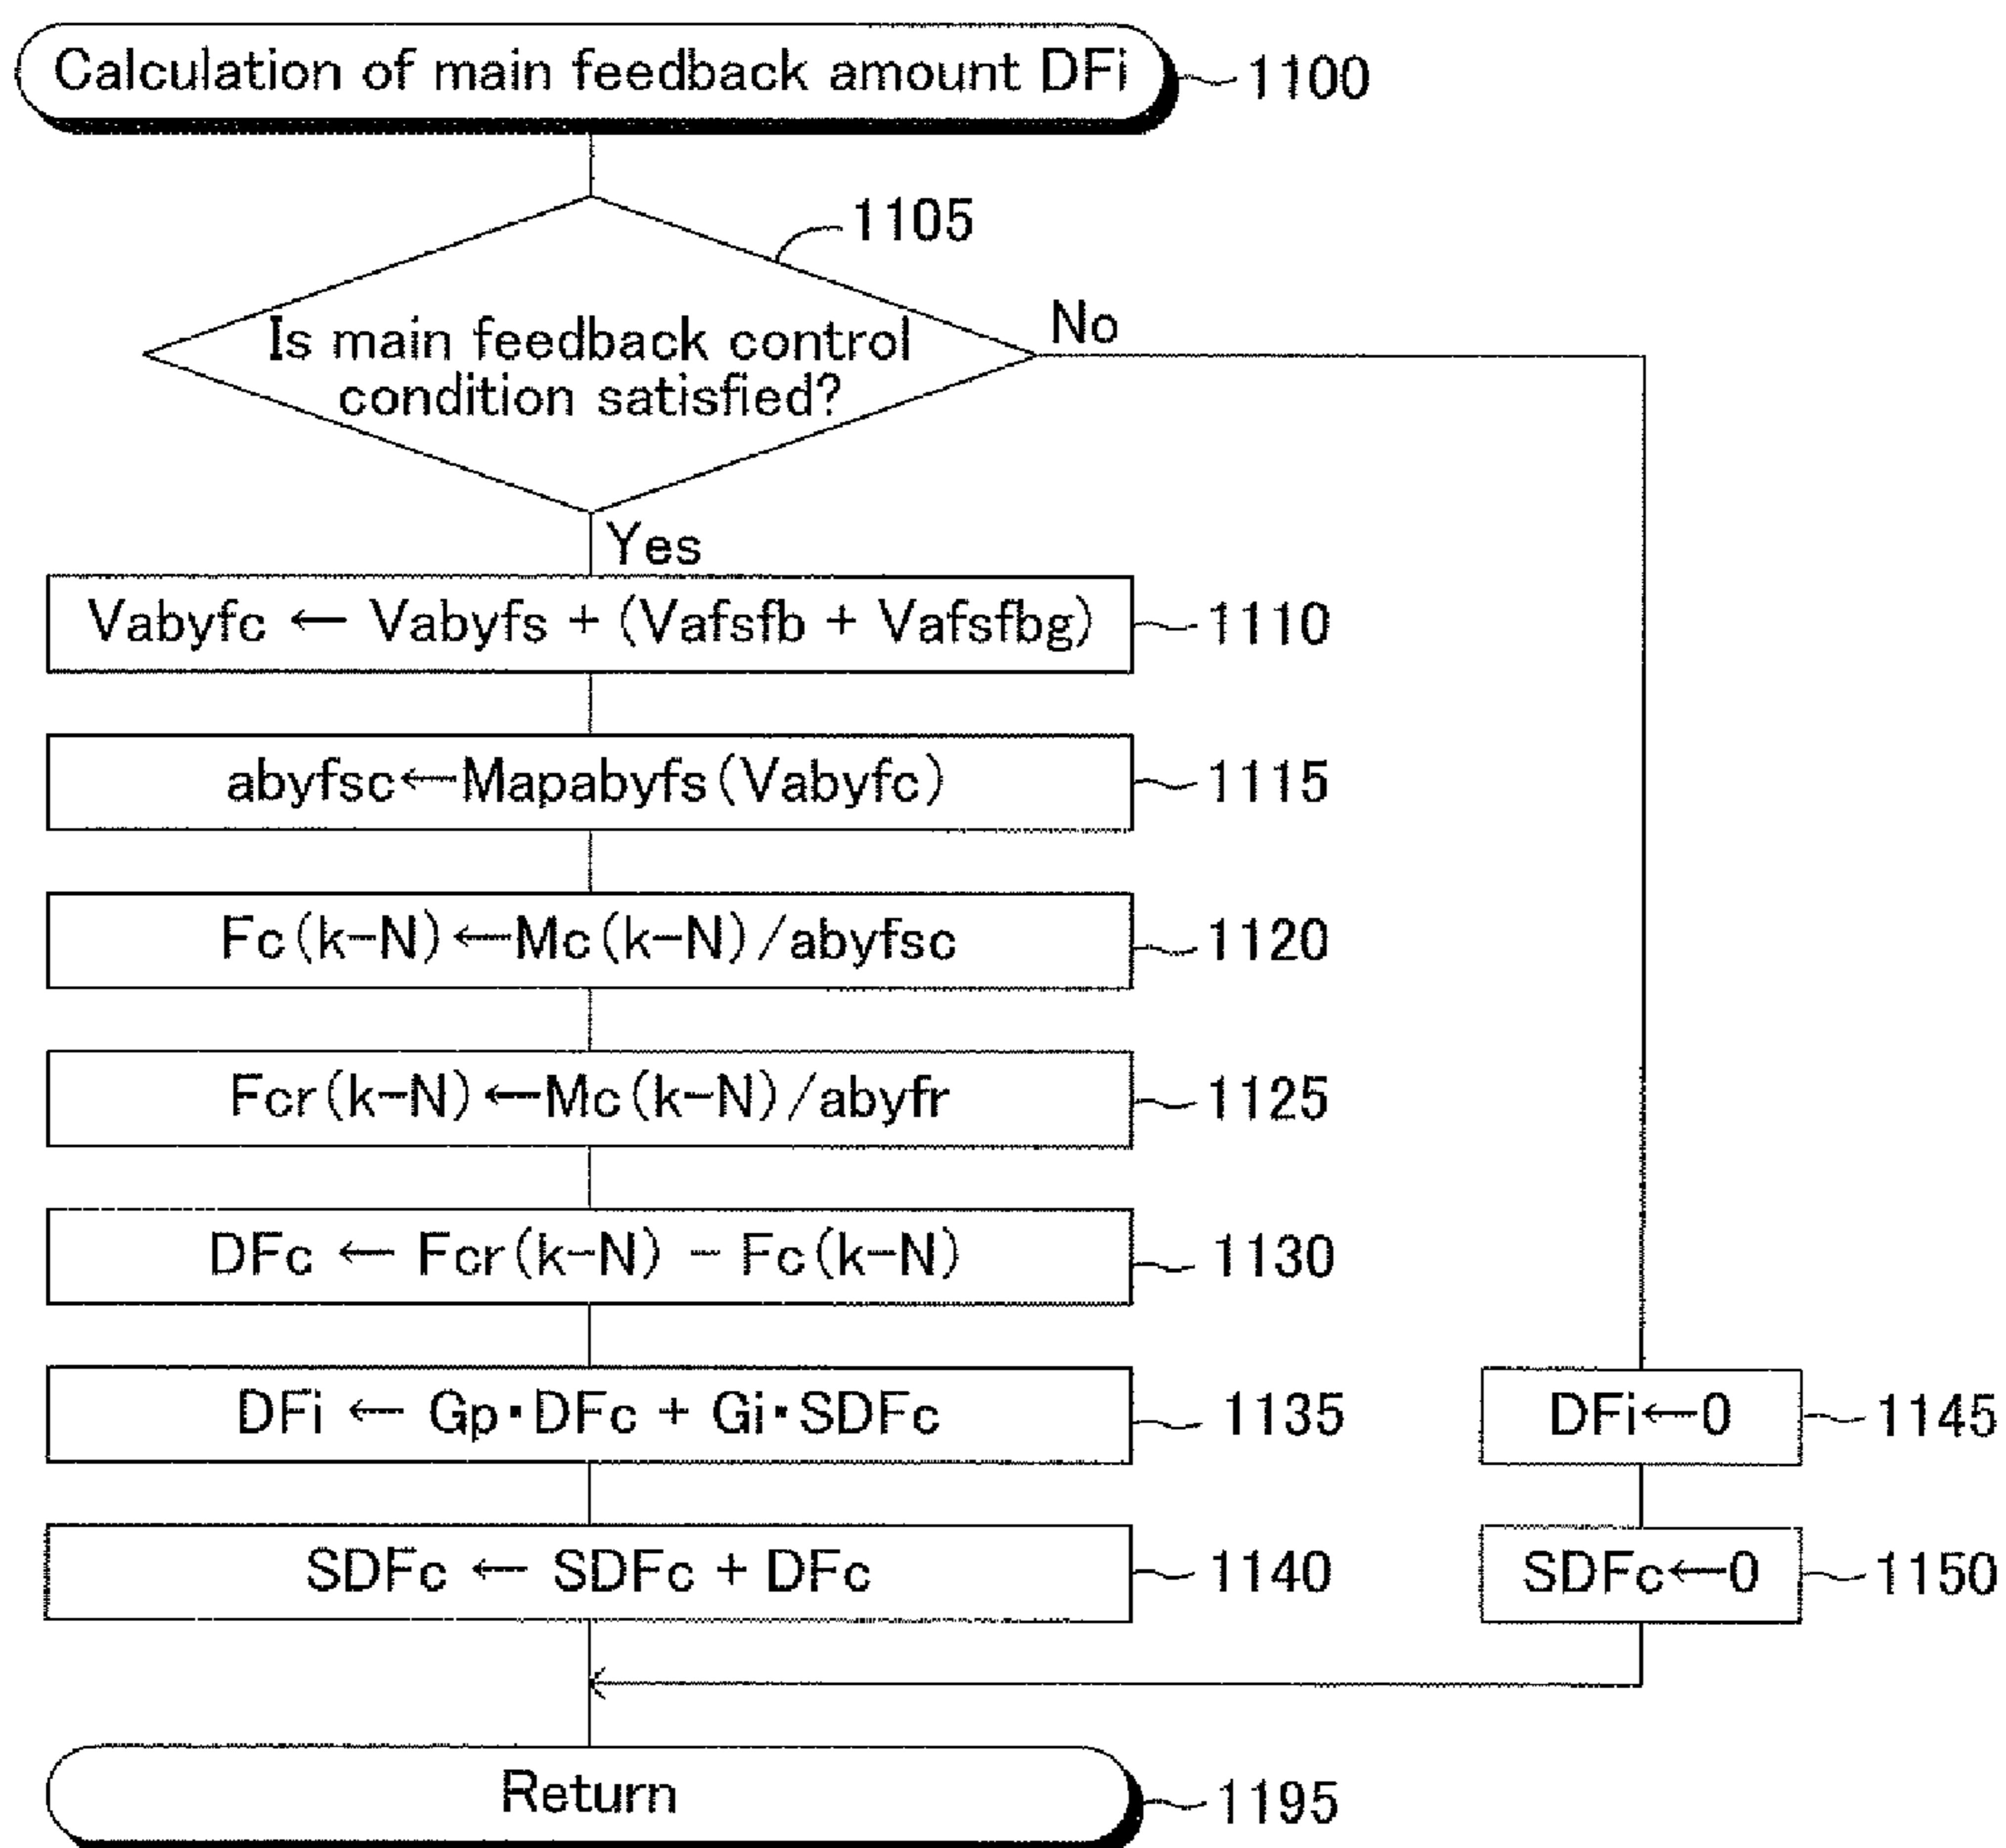 Calculation of main feedback amount DFi
1100
1105
Is main feedback control
condition satisfied?
No
Yes
Vabyfc ← Vabyfs + (Vafsfb + Vafsfbg)
1110
abyfsc←Mapabyfs(Vabyfc)
1115
Fc(k-N)←Mc(k-N)/abyfsc
1120
Fcr(k-N)←Mc(k-N)/abyfr
1125
DFc ← Fcr(k-N) - Fc(k-N)
1130
DFi ← Gp・DFc + Gi・SDFc
1135
DFi←0
1145
SDFc ← SDFc + DFc
1140
SDFc←0
1150
Return
1195